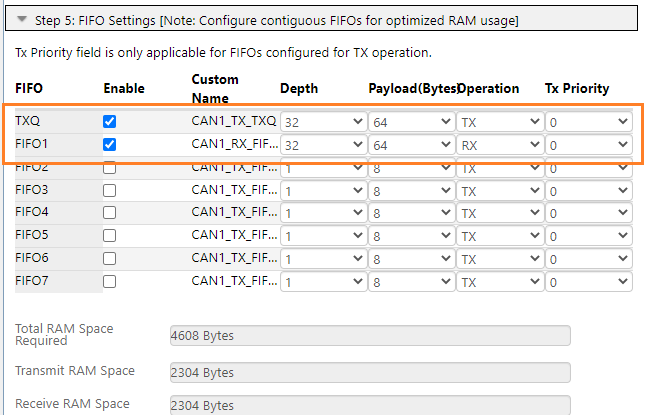 Step 5: FIFO Settings [Note: Configure contiguous FIFOs for optimized RAM usage]
Tx Priority field is only applicable for FIFOs configured for TX operation.
FIFO Enable Custom Name Depth Payload(Bytes) Operation Tx Priority
TXQ CAN1_TX_TXQ 32 64 TX 0
FIFO1 CAN1_RX_FIF... 32 64 RX 0
FIFO2 CAN1_TX_FIF... 1 8 TX 0
FIFO3 CAN1_TX_FIF... 1 8 TX 0
FIFO4 CAN1_TX_FIF... 1 8 TX 0
FIFO5 CAN1_TX_FIF... 1 8 TX 0
FIFO6 CAN1_TX_FIF... 1 8 TX 0
FIFO7 CAN1_TX_FIF... 1 8 TX 0
Total RAM Space Required 4608 Bytes
Transmit RAM Space 2304 Bytes
Receive RAM Space 2304 Bytes